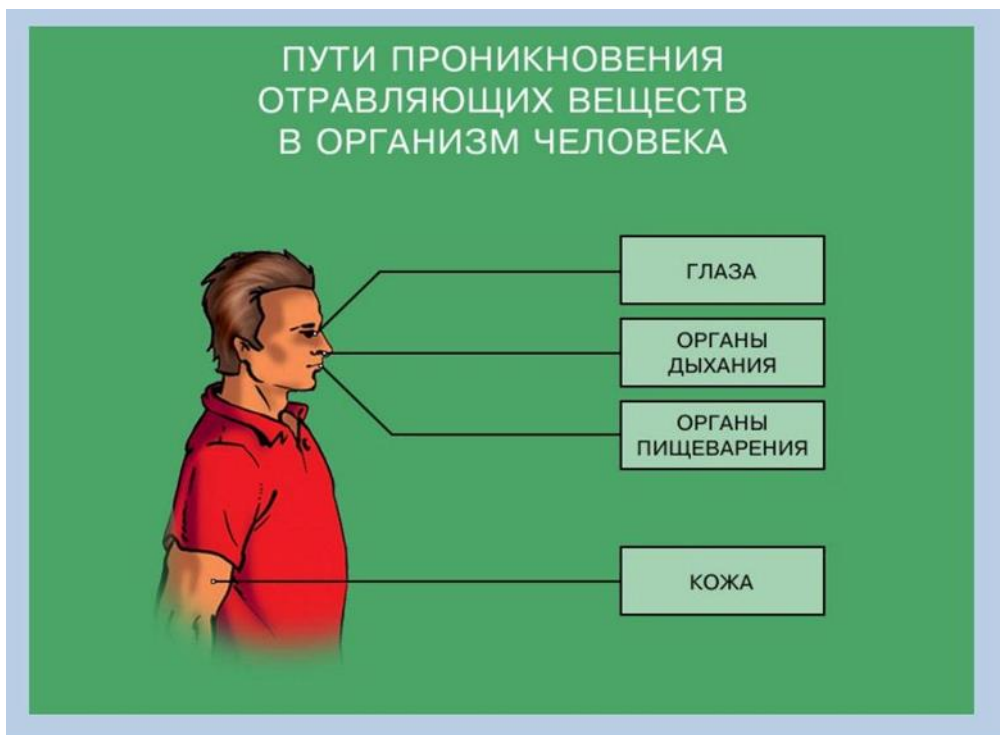 ПУТИ ПРОНИКНОВЕНИЯ
ОТРАВЛЯЮЩИХ ВЕЩЕСТВ
В ОРГАНИЗМ ЧЕЛОВЕКА
ГЛАЗА
ОРГАНЫ
ДЫХАНИЯ
ОРГАНЫ
ПИЩЕВАРЕНИЯ
КОЖА